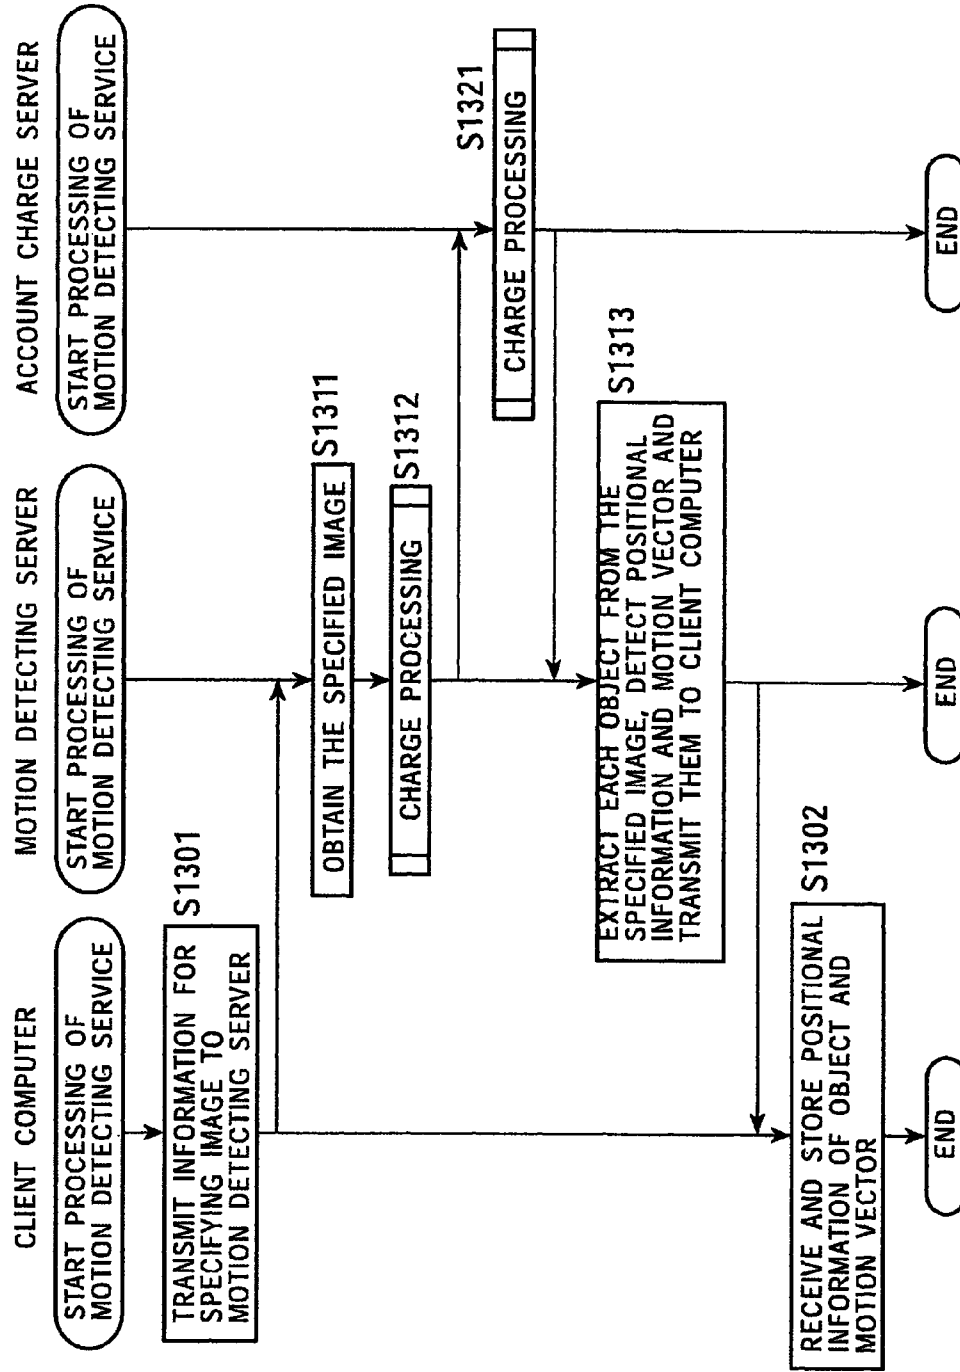 CLIENT COMPUTER
START PROCESSING OF
MOTION DETECTING SERVICE
S1301
TRANSMIT INFORMATION FOR
SPECIFYING IMAGE TO
MOTION DETECTING SERVER
S1302
RECEIVE AND STORE POSITIONAL
INFORMATION OF OBJECT AND
MOTION VECTOR
END
MOTION DETECTING SERVER
START PROCESSING OF
MOTION DETECTING SERVICE
S1311
OBTAIN THE SPECIFIED IMAGE
S1312
CHARGE PROCESSING
S1313
EXTRACT EACH OBJECT FROM THE
SPECIFIED IMAGE, DETECT POSITIONAL
INFORMATION AND MOTION VECTOR AND
TRANSMIT THEM TO CLIENT COMPUTER
END
ACCOUNT CHARGE SERVER
START PROCESSING OF
MOTION DETECTING SERVICE
S1321
CHARGE PROCESSING
END